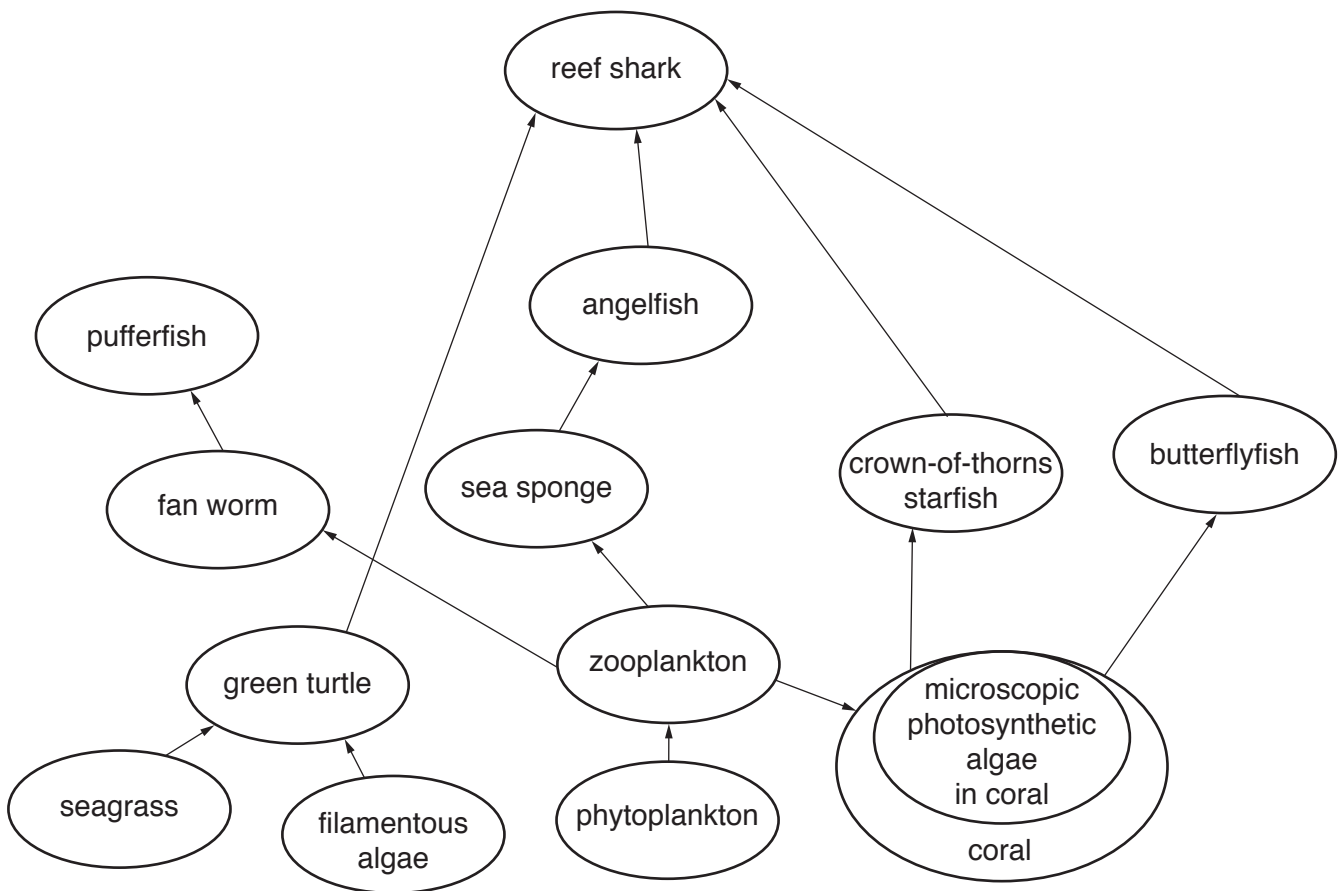 reef shark
angelfish
pufferfish
butterflyfish
crown-of-thorns
starfish
sea sponge
fan worm
zooplankton
green turtle
microscopic
photosynthetic
algae
in coral
seagrass
filamentous
algae
phytoplankton
coral